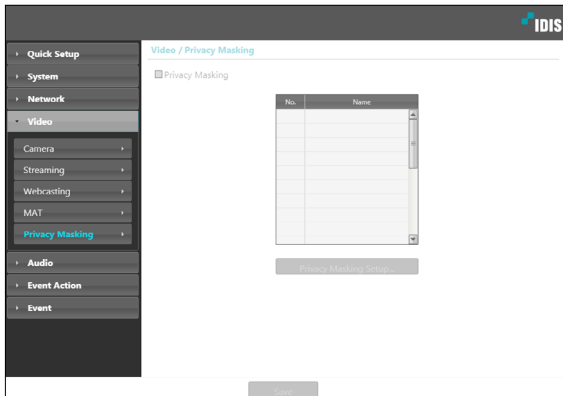 IDIS
Quick Setup
System
Network
Video
Camera
Streaming
Webcasting
MAT
Privacy Masking
Audio
Event Action
Event
Video / Privacy Masking
Privacy Masking
No. Name
Privacy Masking Setup...
Save